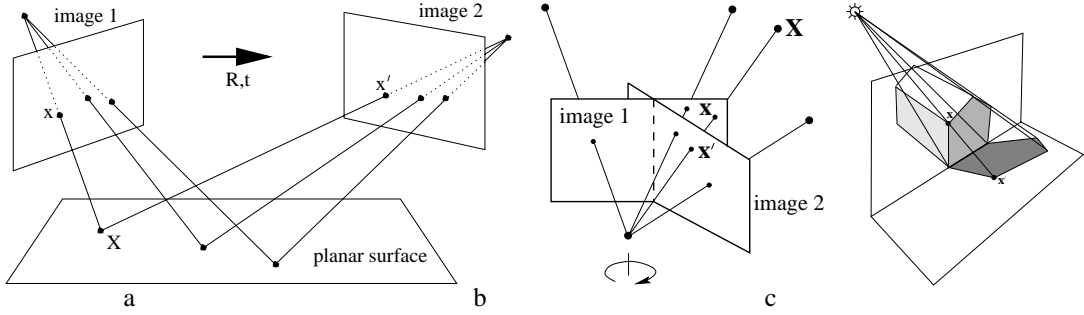 image 1
image 2
R,t
x
x′
X
planar surface
a
b
X
image 1
x
x′
image 2
c
x
x